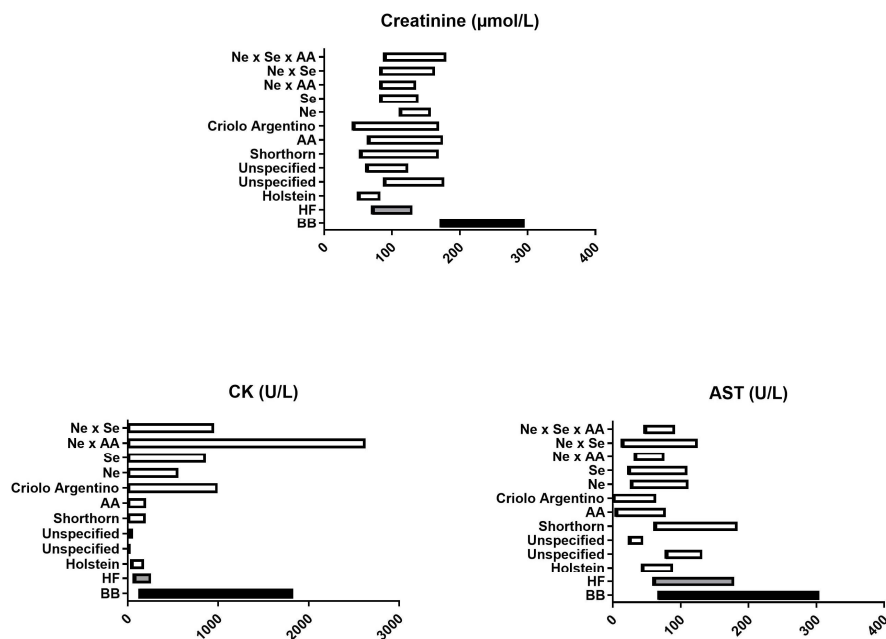 Creatinine (µmol/L)
Ne x Se x AA
Ne x Se
Ne x AA
Se
Ne
Criolo Argentino
AA
Shorthorn
Unspecified
Unspecified
Holstein
HF
BB
0 100 200 300 400
CK (U/L)
Ne x Se
Ne x AA
Se
Ne
Criolo Argentino
AA
Shorthorn
Unspecified
Unspecified
Holstein
HF
BB
0 1000 2000 3000
AST (U/L)
Ne x Se x AA
Ne x Se
Ne x AA
Se
Ne
Criolo Argentino
AA
Shorthorn
Unspecified
Unspecified
Holstein
HF
BB
0 100 200 300 400